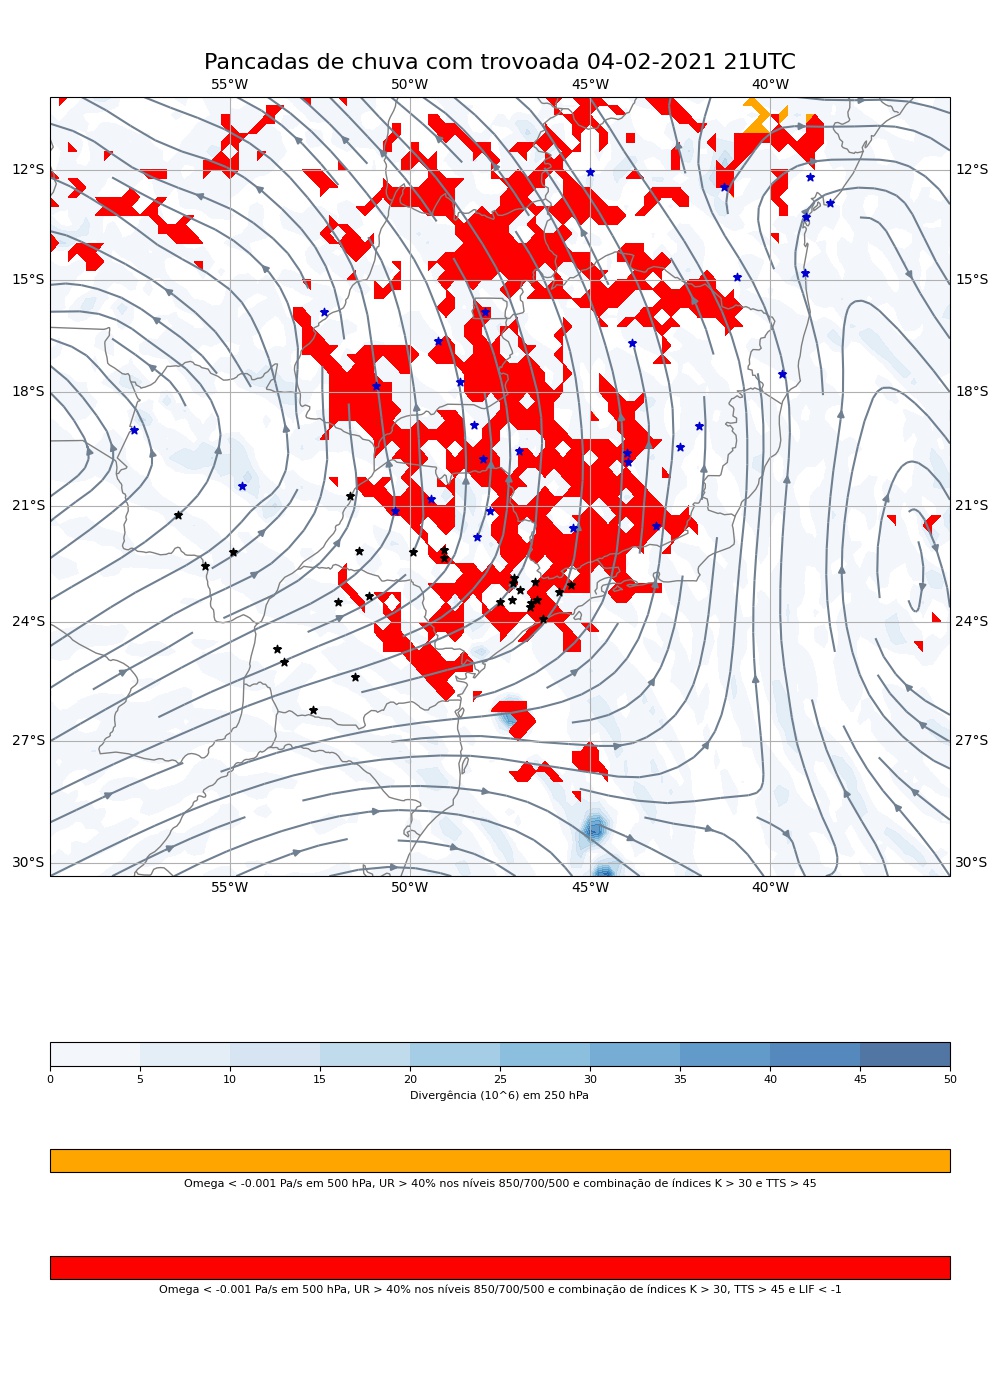 Pancadas de chuva com trovoada 04-02-2021 21UTC
55°W 50°W 45°W 40°W
12°S 12°S
15°S 15°S
18°S 18°S
21°S 21°S
24°S 24°S
27°S 27°S
30°S 30°S
55°W 50°W 45°W 40°W
0 5 10 15 20 25 30 35 40 45 50
Divergência (10^6) em 250 hPa
Omega < -0.001 Pa/s em 500 hPa, UR > 40% nos níveis 850/700/500 e combinação de índices K > 30 e TTS > 45
Omega < -0.001 Pa/s em 500 hPa, UR > 40% nos níveis 850/700/500 e combinação de índices K > 30, TTS > 45 e LIF < -1